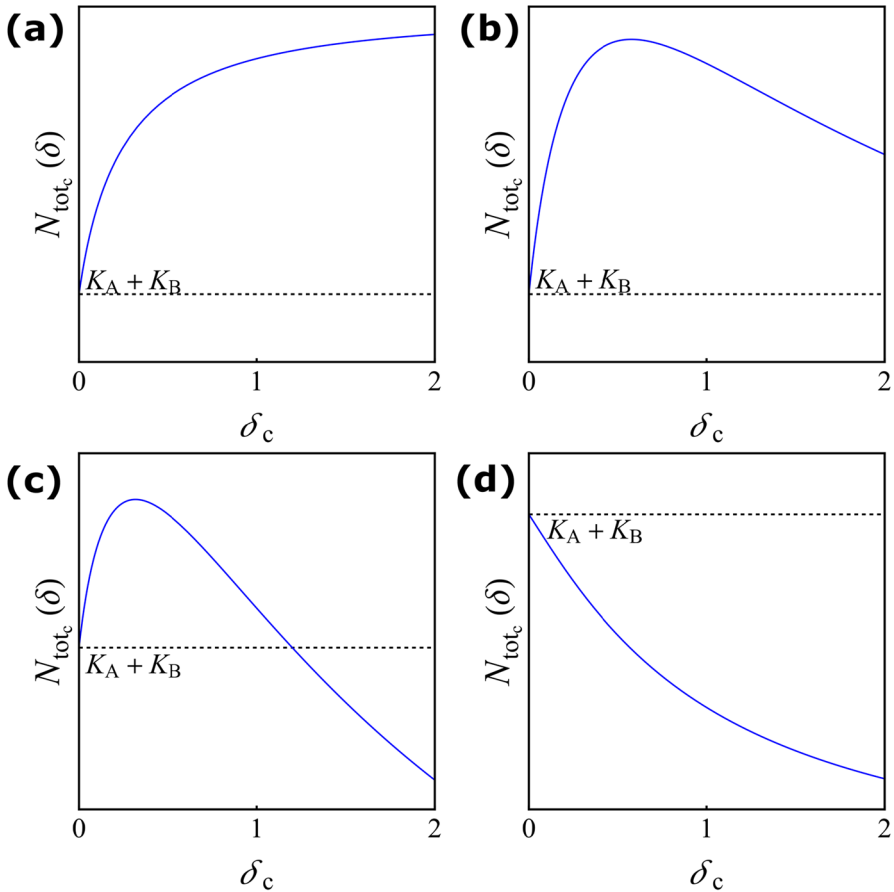 (a)
N_tot_c (δ)
K_A + K_B
0 1 2
δ_c
(b)
N_tot_c (δ)
K_A + K_B
0 1 2
δ_c
(c)
N_tot_c (δ)
K_A + K_B
0 1 2
δ_c
(d)
N_tot_c (δ)
K_A + K_B
0 1 2
δ_c